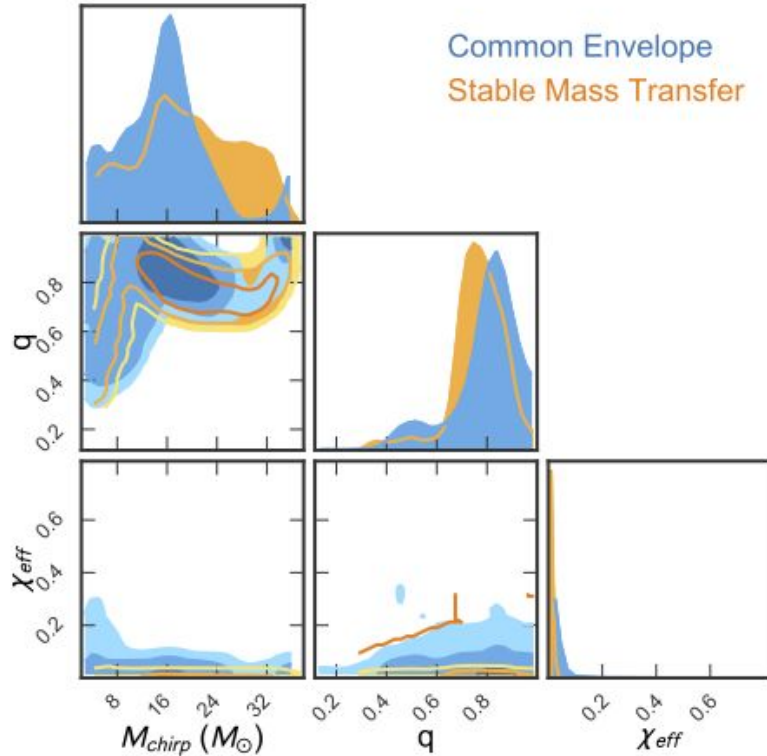 Common Envelope
Stable Mass Transfer
q
0.8
0.6
0.4
0.2
χeff
0.6
0.4
0.2
8
16
24
32
Mchirp (M⊙)
0.2
0.4
0.6
0.8
q
0.2
0.4
0.6
χeff